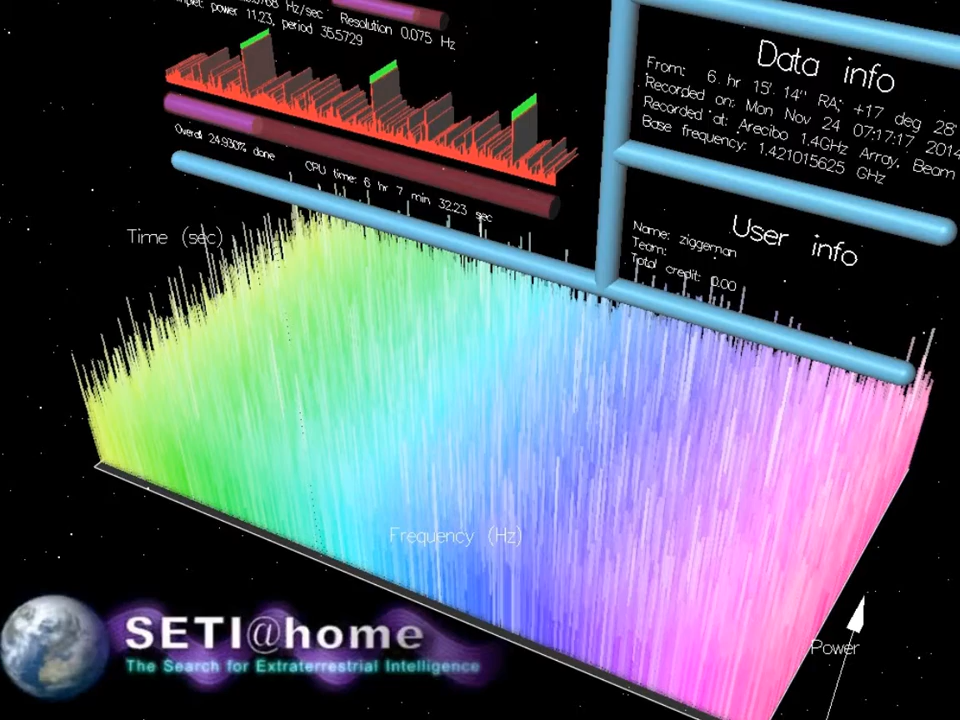 Hz/sec Resolution 0.075 Hz
power 11.23, period 35.5729
Overall 24.930% done
CPU time: 6 hr 7 min 32.23 sec
Data info
From: 6 hr 15' 14" RA, +17 deg 28'
Recorded on: Mon Nov 24 07:17:17 2014
Recorded at: Arecibo 1.4GHz Array, Beam
Base frequency: 1.421015625 GHz
User info
Name: ziggeman
Team:
Total credit: 0.00
Time (sec)
Frequency (Hz)
Power
SETI@home
The Search for Extraterrestrial Intelligence